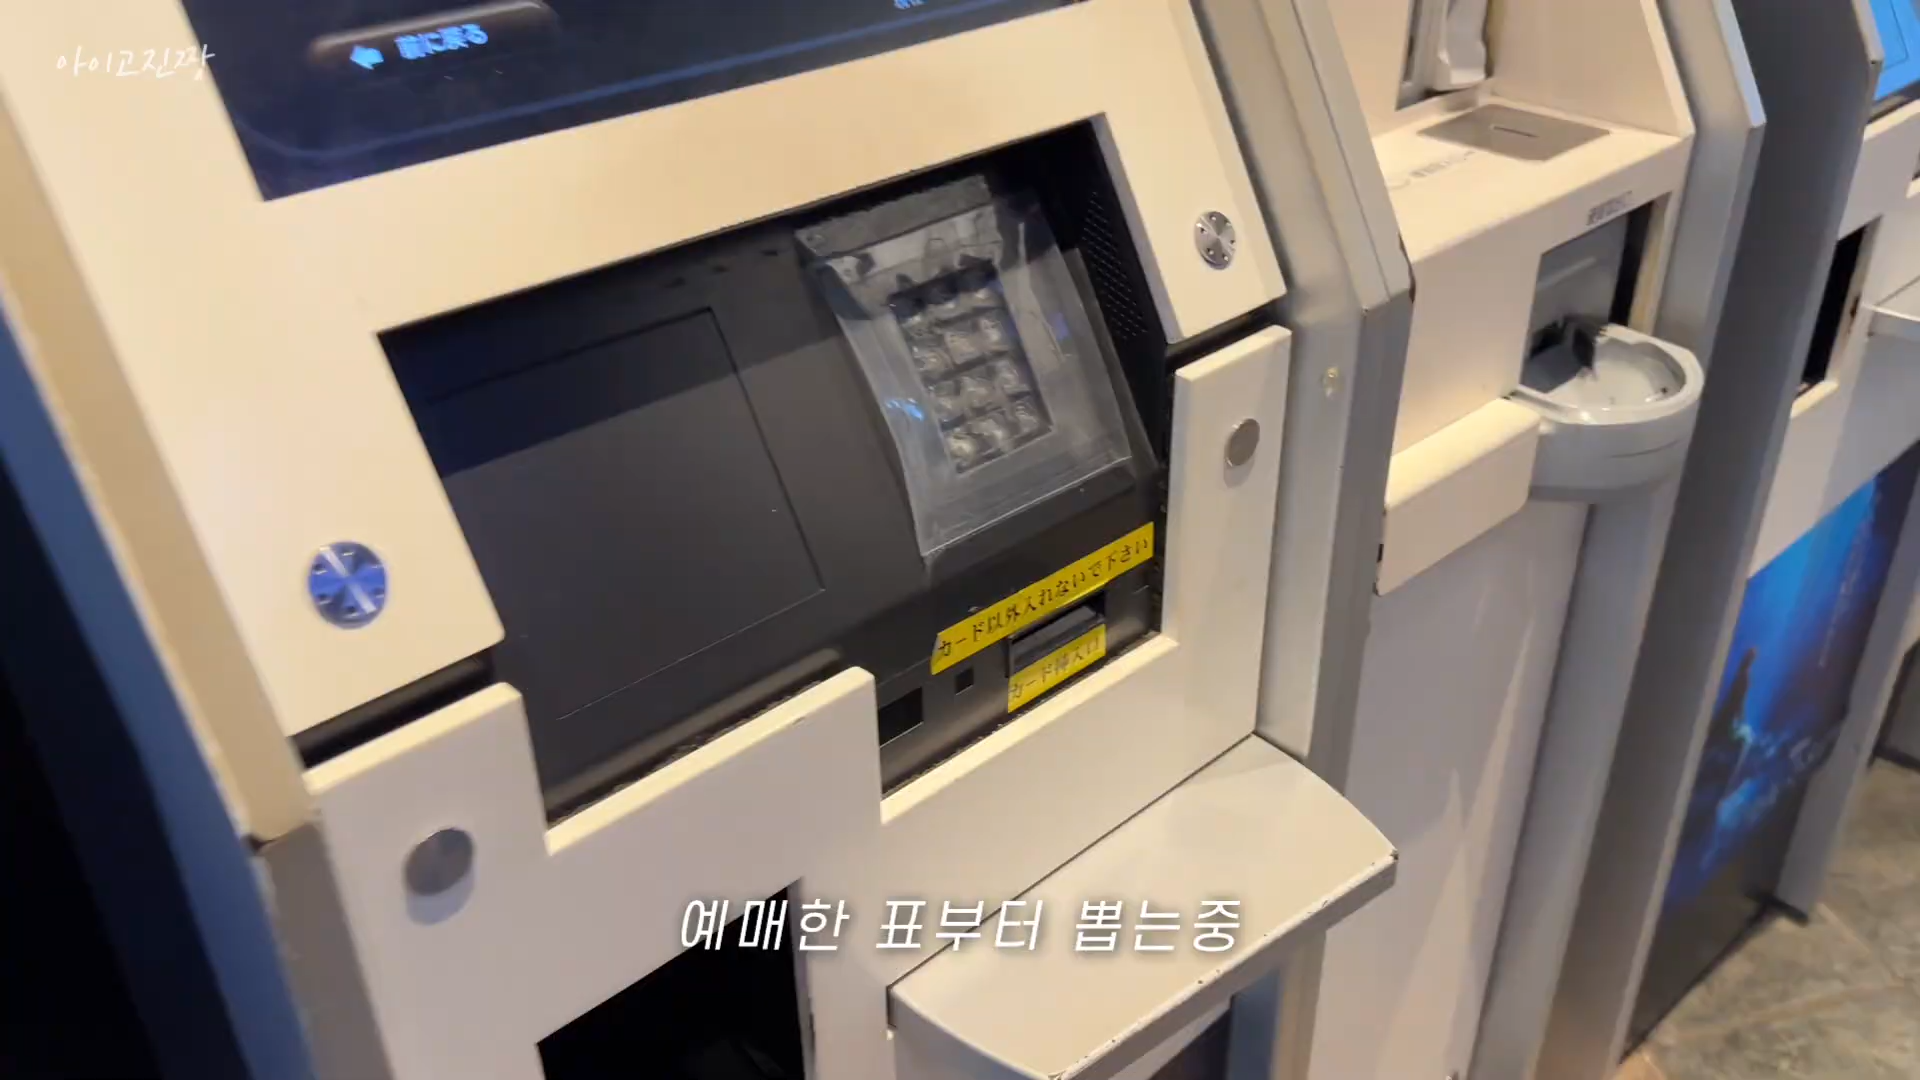 아이고진짱
前に戻る
カード以外入れないで下さい
カード挿入口
예매한 표부터 뽑는중